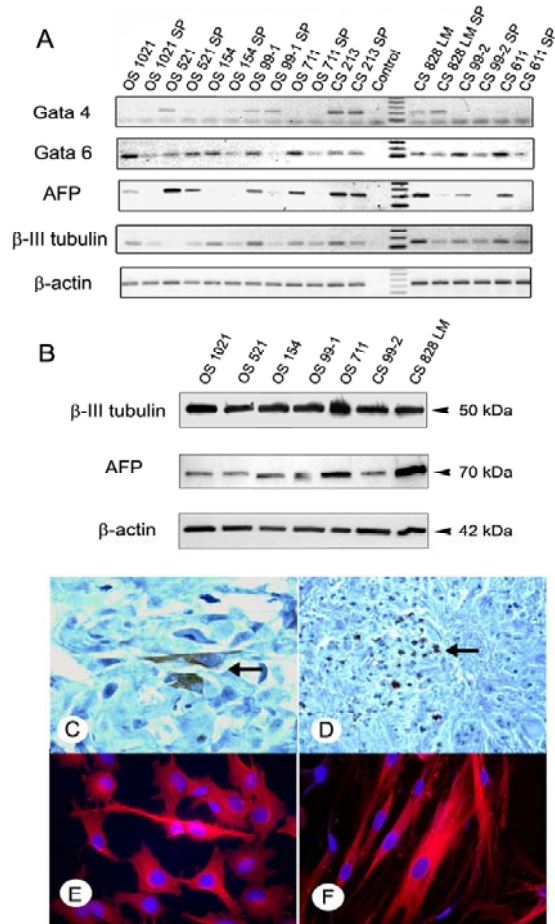 A
OS 1021
OS 1021 SP
OS 521
OS 521 SP
OS 154
OS 154 SP
OS 99-1
OS 99-1 SP
OS 711
OS 711 SP
CS 213
CS 213 SP
Control
CS 828 LM
CS 828 LM SP
CS 99-2
CS 99-2 SP
CS 611
CS 611 SP
Gata 4
Gata 6
AFP
β-III tubulin
β-actin
B
OS 1021
OS 521
OS 154
OS 99-1
OS 711
CS 99-2
CS 828 LM
β-III tubulin
50 kDa
AFP
70 kDa
β-actin
42 kDa
C
D
E
F